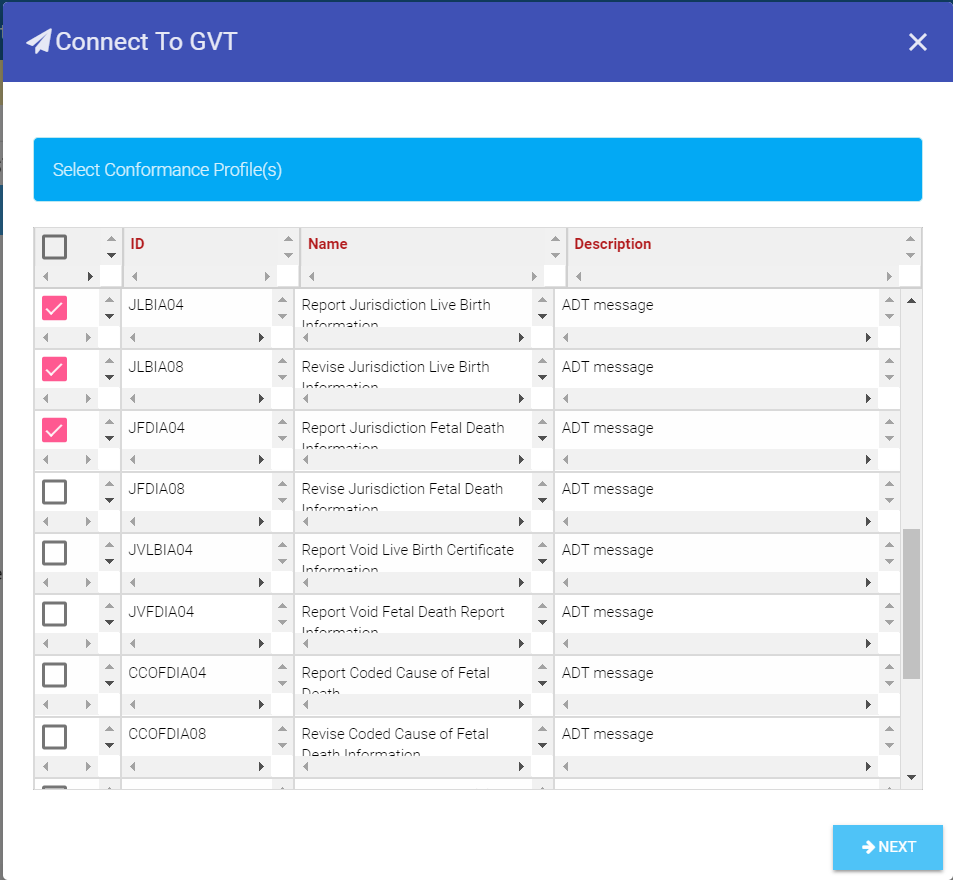 Connect To GVT
Select Conformance Profile(s)
ID Name Description
JLBIA04 Report Jurisdiction Live Birth ADT message
Information
JLBIA08 Revise Jurisdiction Live Birth ADT message
Information
JFDIA04 Report Jurisdiction Fetal Death ADT message
Information
JFDIA08 Revise Jurisdiction Fetal Death ADT message
Information
JVLBIA04 Report Void Live Birth Certificate ADT message
Information
JVFDIA04 Report Void Fetal Death Report ADT message
Information
CCOFDIA04 Report Coded Cause of Fetal ADT message
Death
CCOFDIA08 Revise Coded Cause of Fetal ADT message
Death Information
NEXT